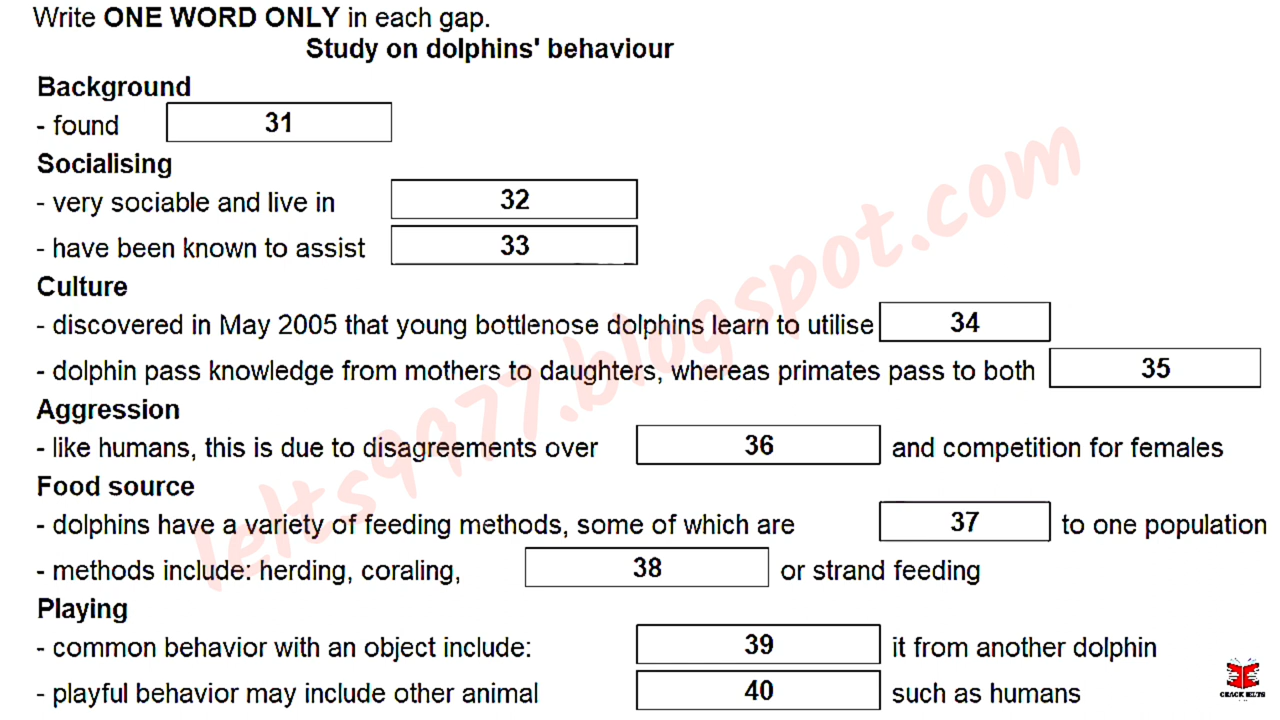 Write ONE WORD ONLY in each gap.
Study on dolphins' behaviour
Background
- found 31
Socialising
- very sociable and live in 32
- have been known to assist 33
Culture
- discovered in May 2005 that young bottlenose dolphins learn to utilise 34
- dolphin pass knowledge from mothers to daughters, whereas primates pass to both 35
Aggression
- like humans, this is due to disagreements over 36 and competition for females
Food source
- dolphins have a variety of feeding methods, some of which are 37 to one population
- methods include: herding, coraling, 38 or strand feeding
Playing
- common behavior with an object include: 39 it from another dolphin
- playful behavior may include other animal 40 such as humans
Ielts9977.blogspot.com
CRACK IELTS